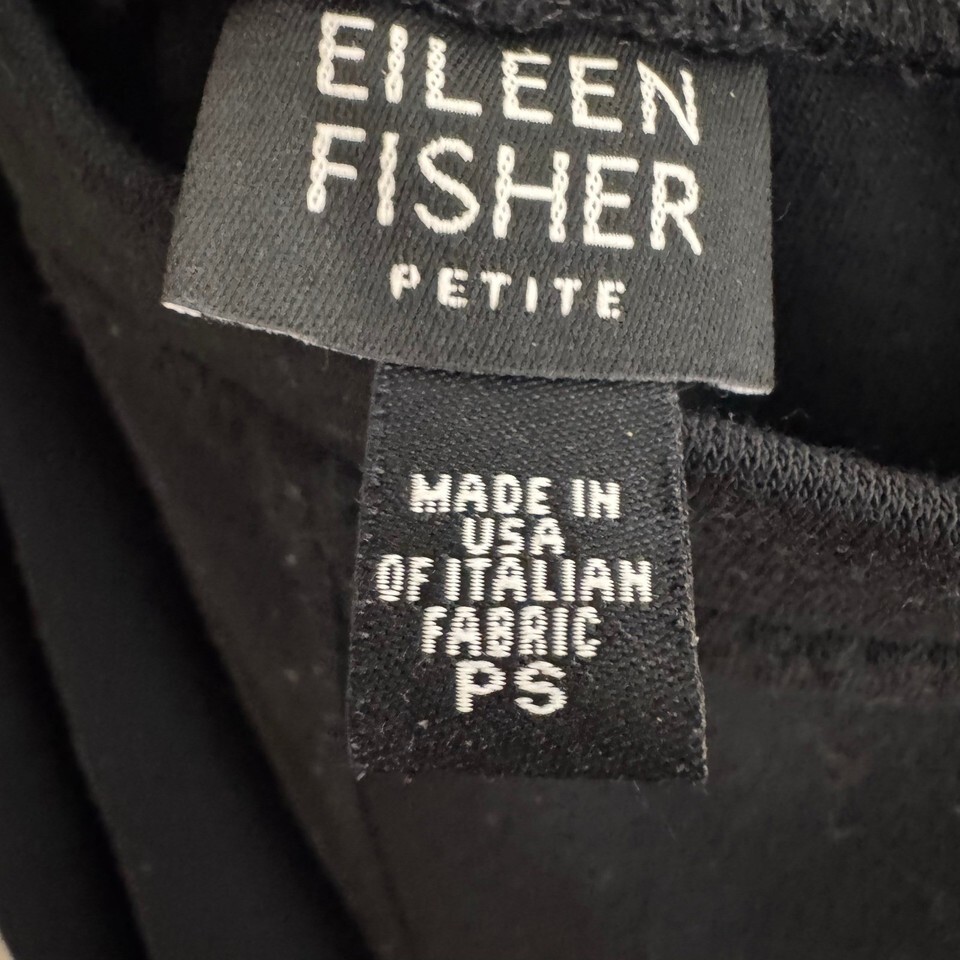 EILEEN
FISHER
PETITE
MADE IN
USA
OF ITALIAN
FABRIC
PS